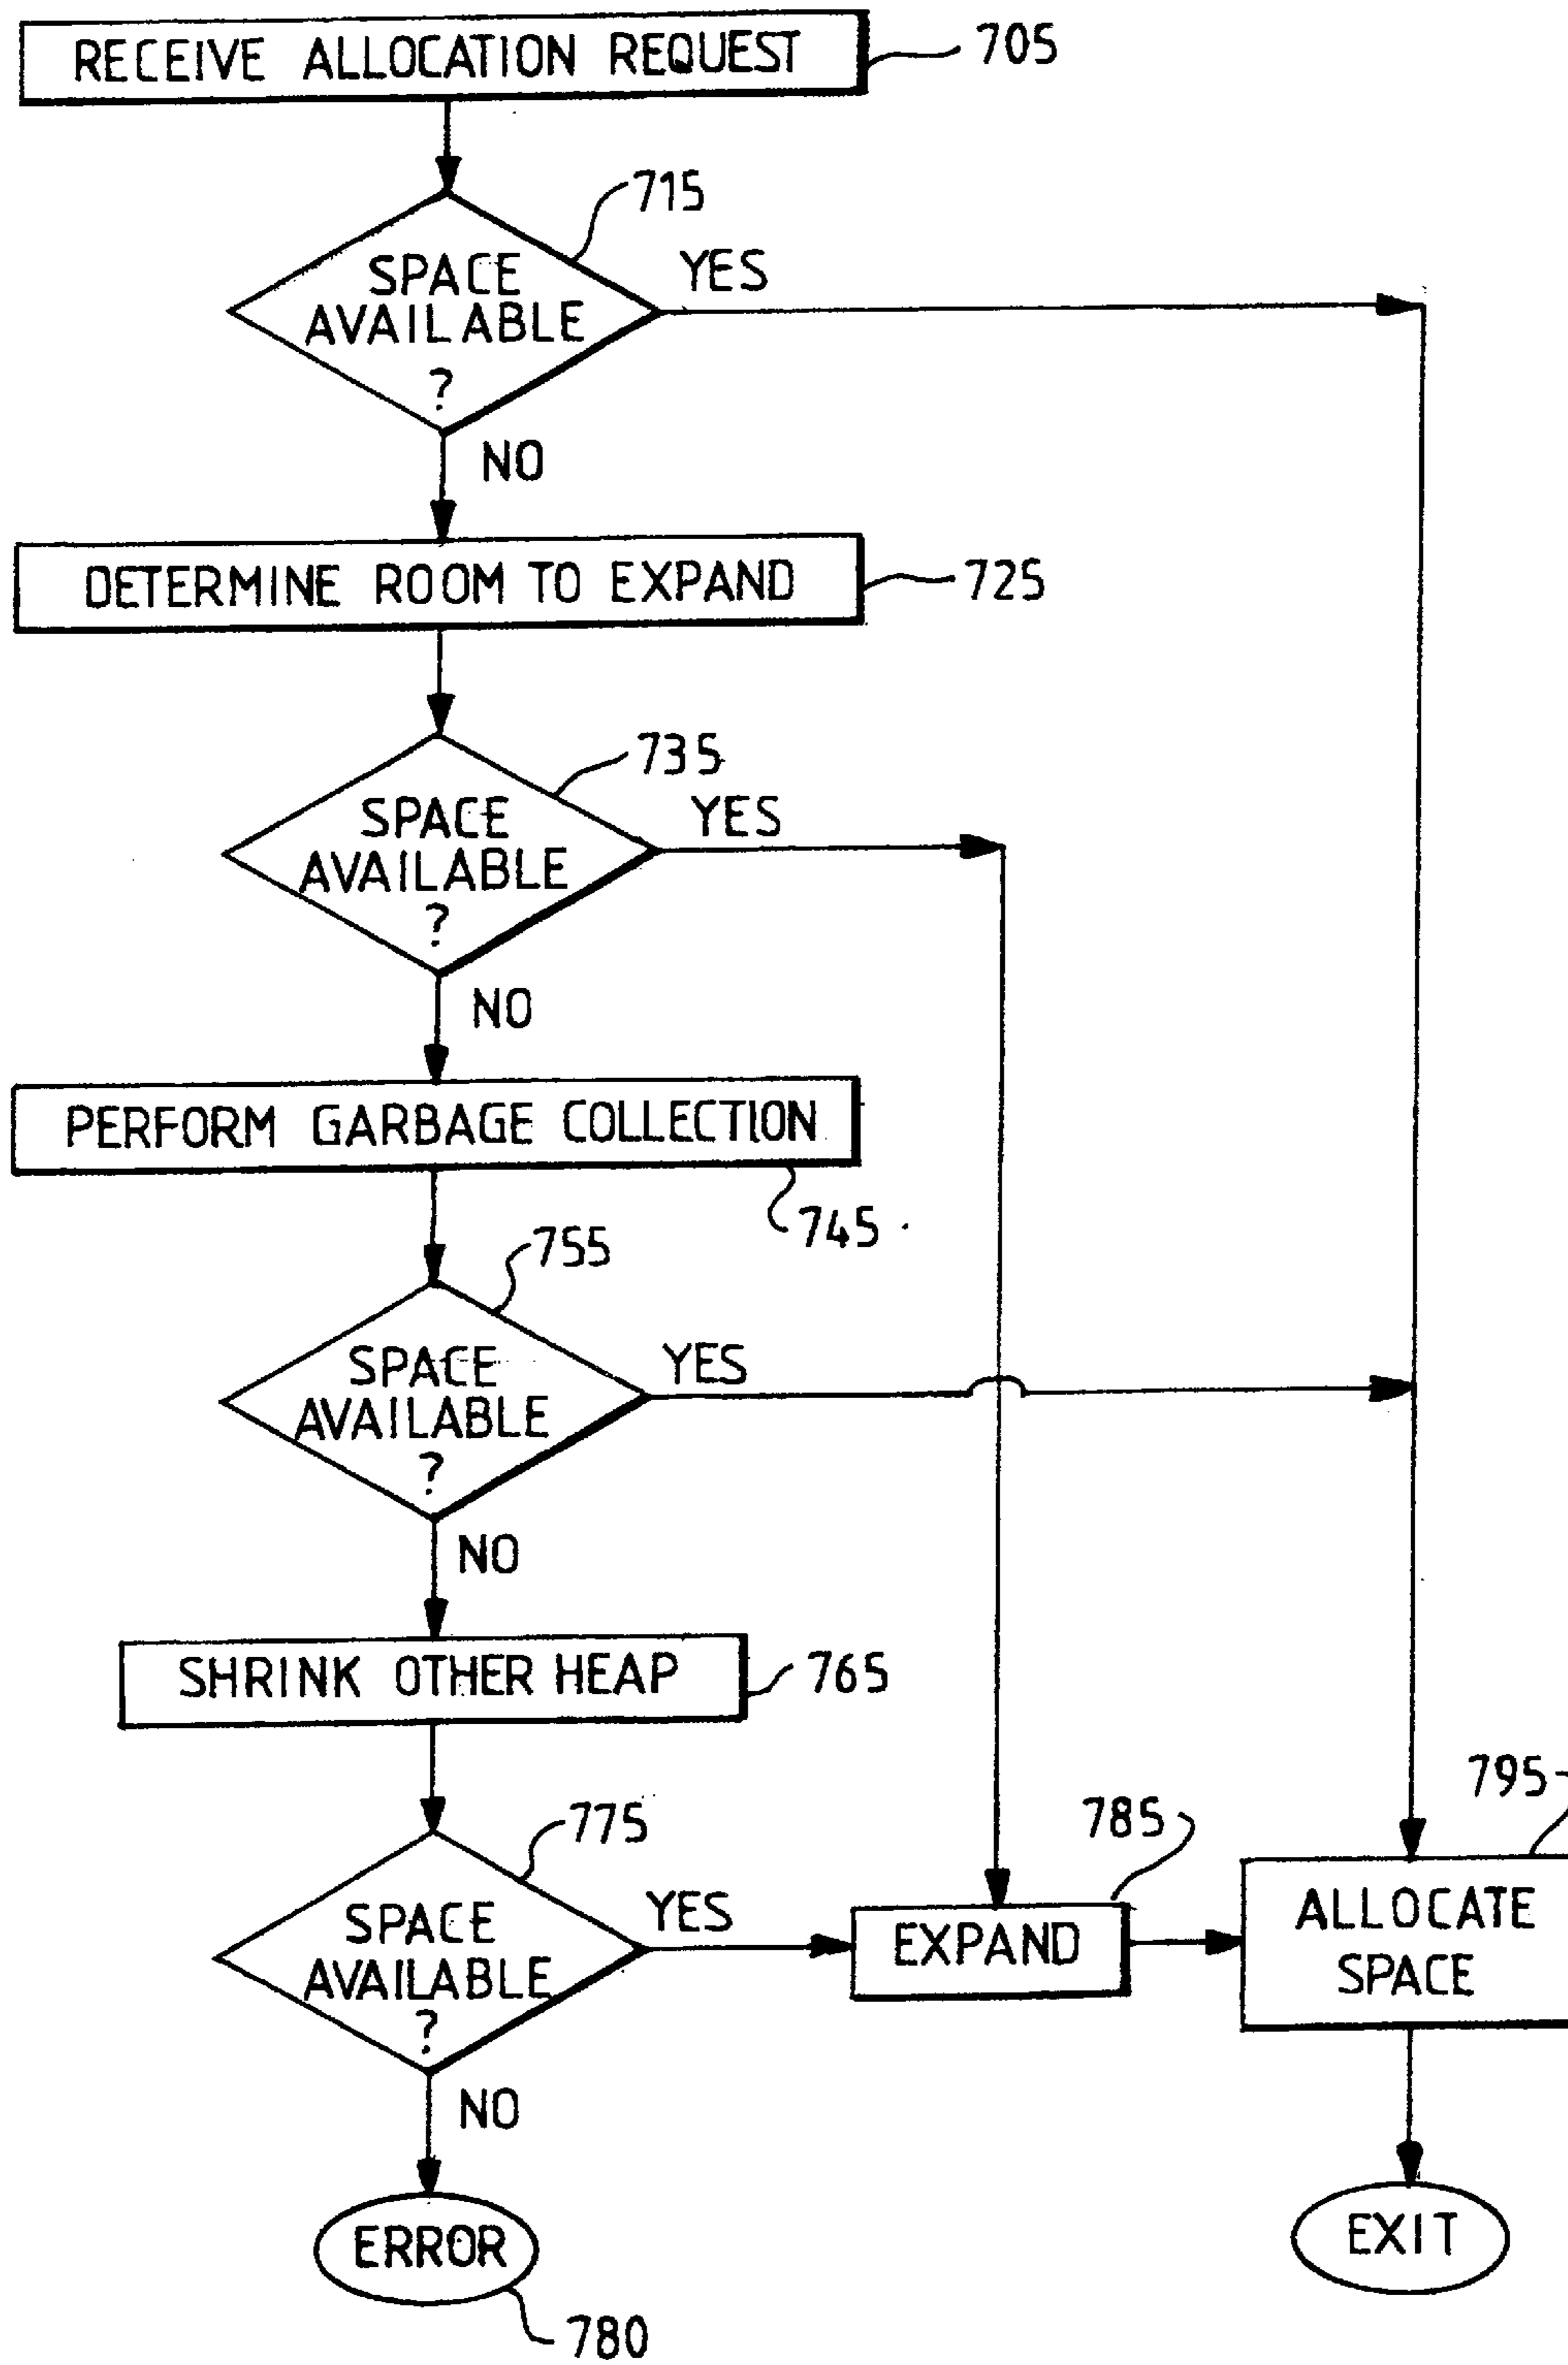 RECEIVE ALLOCATION REQUEST
705
715
SPACE
AVAILABLE
?
YES
NO
DETERMINE ROOM TO EXPAND
725
735
SPACE
AVAILABLE
?
YES
NO
PERFORM GARBAGE COLLECTION
745
755
SPACE
AVAILABLE
?
YES
NO
SHRINK OTHER HEAP
765
775
SPACE
AVAILABLE
?
YES
NO
785
EXPAND
795
ALLOCATE
SPACE
ERROR
780
EXIT